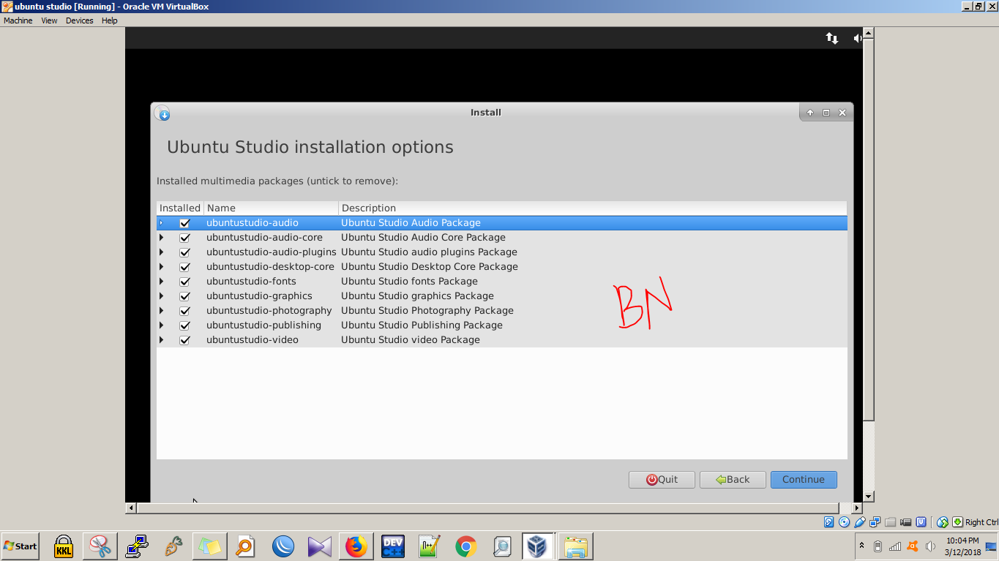 ubuntu studio [Running] - Oracle VM VirtualBox
Machine View Devices Help
Install
Ubuntu Studio installation options
Installed multimedia packages (untick to remove):
Installed Name Description
ubuntustudio-audio Ubuntu Studio Audio Package
ubuntustudio-audio-core Ubuntu Studio Audio Core Package
ubuntustudio-audio-plugins Ubuntu Studio audio plugins Package
ubuntustudio-desktop-core Ubuntu Studio Desktop Core Package
ubuntustudio-fonts Ubuntu Studio fonts Package
ubuntustudio-graphics Ubuntu Studio graphics Package
ubuntustudio-photography Ubuntu Studio Photography Package
ubuntustudio-publishing Ubuntu Studio Publishing Package
ubuntustudio-video Ubuntu Studio video Package
BN
Quit Back Continue
Right Ctrl
Start KKL DEV C++ 10:04 PM
3/12/2018